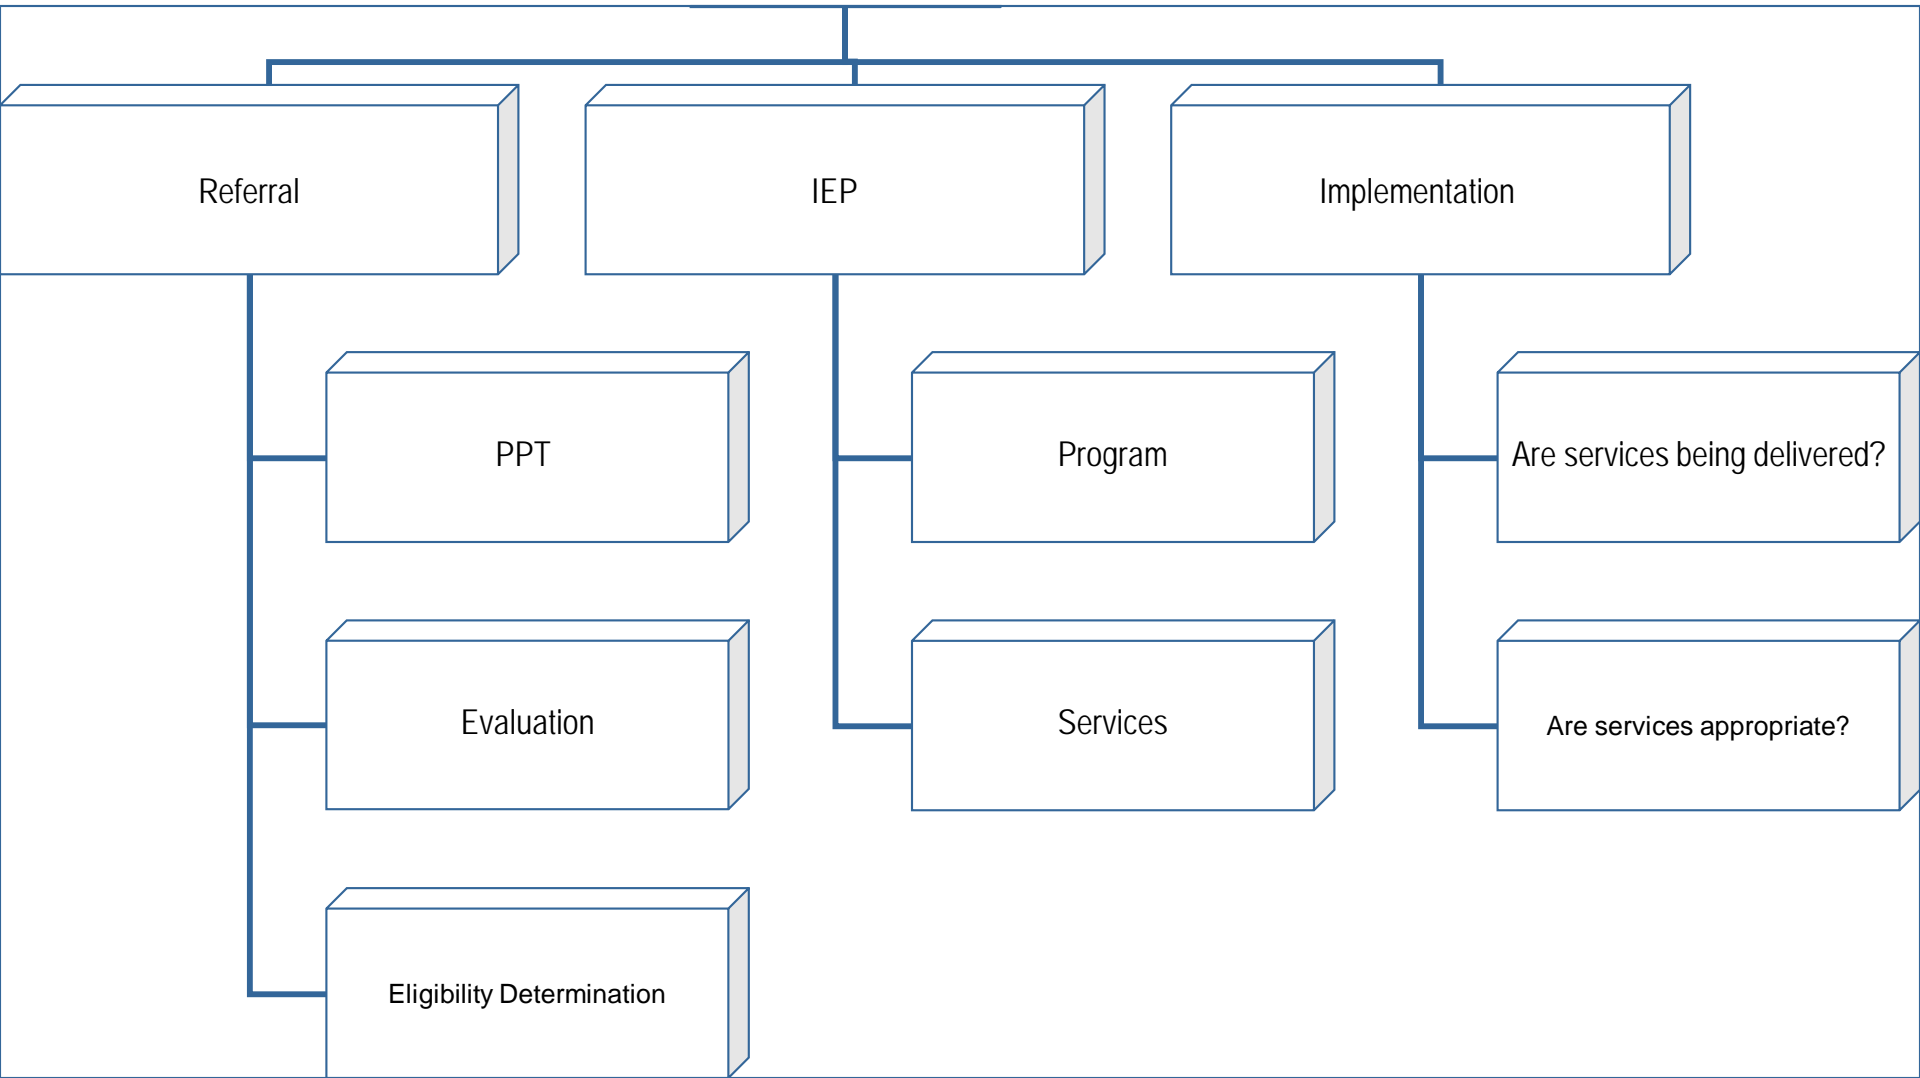 Referral
IEP
Implementation
PPT
Program
Are services being delivered?
Evaluation
Services
Are services appropriate?
Eligibility Determination